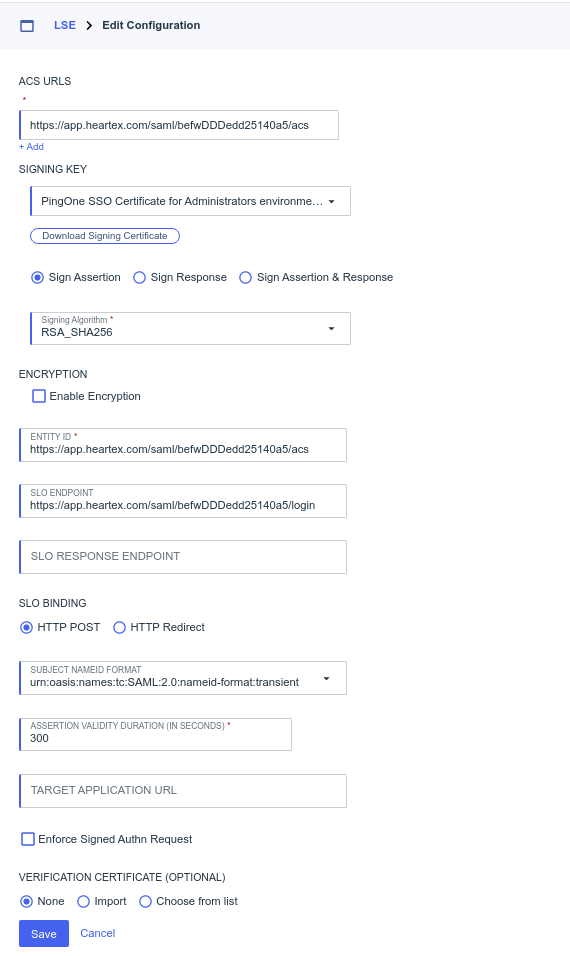 LSE > Edit Configuration
ACS URLS
*
https://app.heartex.com/saml/befwDDDedd25140a5/acs
+ Add
SIGNING KEY
PingOne SSO Certificate for Administrators environme...
Download Signing Certificate
Sign Assertion Sign Response Sign Assertion & Response
Signing Algorithm *
RSA_SHA256
ENCRYPTION
Enable Encryption
ENTITY ID *
https://app.heartex.com/saml/befwDDDedd25140a5/acs
SLO ENDPOINT
https://app.heartex.com/saml/befwDDDedd25140a5/login
SLO RESPONSE ENDPOINT
SLO BINDING
HTTP POST HTTP Redirect
SUBJECT NAMEID FORMAT
urn:oasis:names:tc:SAML:2.0:nameid-format:transient
ASSERTION VALIDITY DURATION (IN SECONDS) *
300
TARGET APPLICATION URL
Enforce Signed Authn Request
VERIFICATION CERTIFICATE (OPTIONAL)
None Import Choose from list
Save Cancel